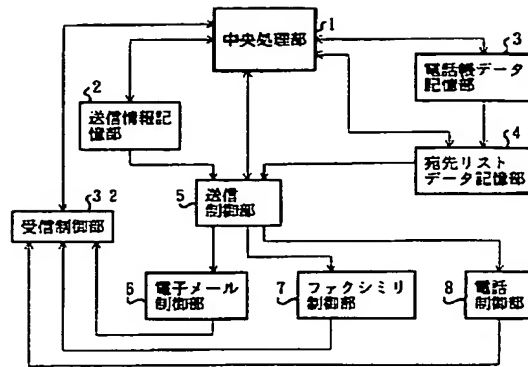 中央処理部
1
3
電話帳データ
記憶部
2
送信情報記
憶部
4
宛先リスト
データ記憶部
5
送信
制御部
3 2
受信制御部
6
電子メール
制御部
7
ファクシミリ
制御部
8
電話
制御部